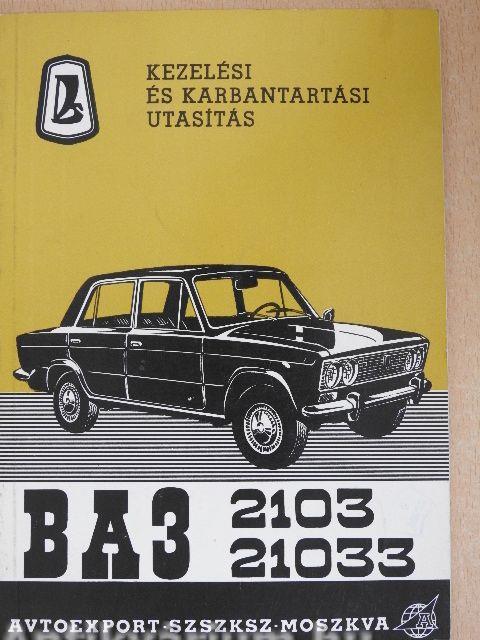 KEZELÉSI
ÉS KARBANTARTÁSI
UTASÍTÁS
ВАЗ 2103
21033
AVTOEXPORT-SZSZKSZ-MOSZKVA
A